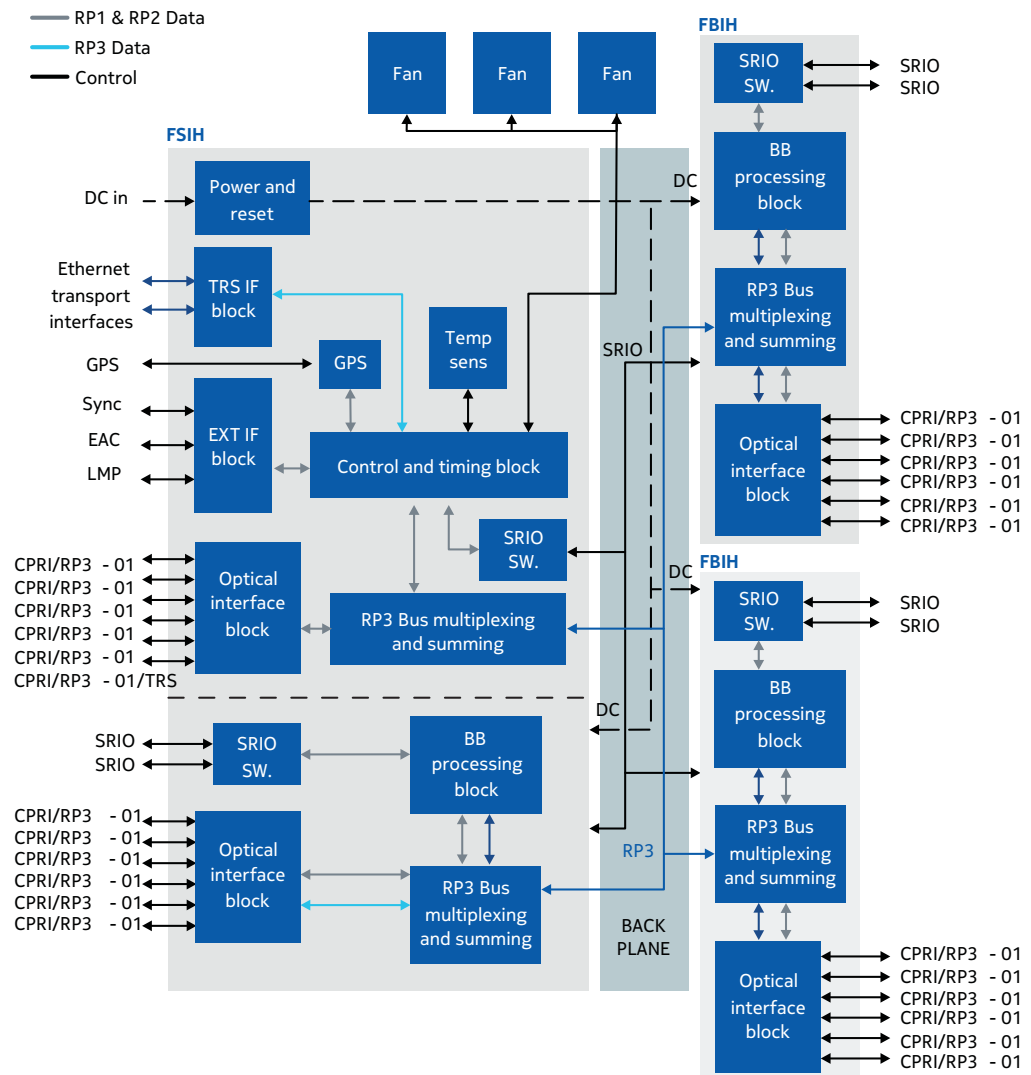 RP1 & RP2 Data
RP3 Data
Control
Fan
Fan
Fan
FBIH
SRIO
SW.
SRIO
SRIO
BB
processing
block
RP3 Bus
multiplexing
and summing
Optical
interface
block
CPRI/RP3 - 01
CPRI/RP3 - 01
CPRI/RP3 - 01
CPRI/RP3 - 01
CPRI/RP3 - 01
CPRI/RP3 - 01
FSIH
DC in
Power and
reset
DC
Ethernet
transport
interfaces
TRS IF
block
GPS
GPS
Temp
sens
SRIO
Sync
EAC
LMP
EXT IF
block
Control and timing block
SRIO
SW.
CPRI/RP3 - 01
CPRI/RP3 - 01
CPRI/RP3 - 01
CPRI/RP3 - 01
CPRI/RP3 - 01
CPRI/RP3 - 01/TRS
Optical
interface
block
RP3 Bus multiplexing
and summing
DC
SRIO
SRIO
SRIO
SW.
BB
processing
block
CPRI/RP3 - 01
CPRI/RP3 - 01
CPRI/RP3 - 01
CPRI/RP3 - 01
CPRI/RP3 - 01
CPRI/RP3 - 01
Optical
interface
block
RP3 Bus
multiplexing
and summing
RP3
BACK
PLANE
FBIH
DC
SRIO
SW.
SRIO
SRIO
BB
processing
block
RP3 Bus
multiplexing
and summing
Optical
interface
block
CPRI/RP3 - 01
CPRI/RP3 - 01
CPRI/RP3 - 01
CPRI/RP3 - 01
CPRI/RP3 - 01
CPRI/RP3 - 01